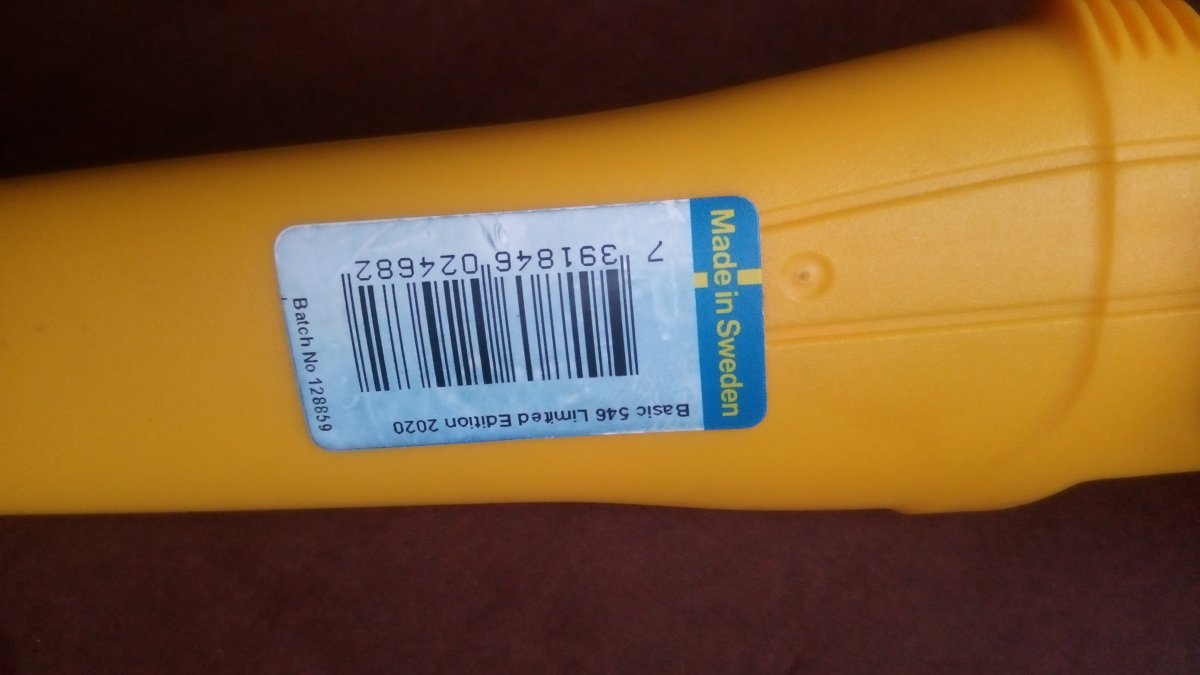 Basic 546 Limited Edition 2020
7 391846 024682
Batch No 128859
Made in Sweden